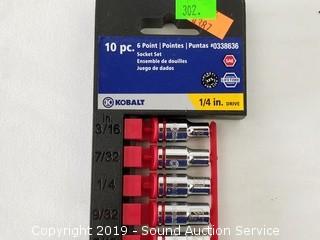 302.
10 pc. 6 Point | Pointes | Puntas #0338636
Socket Set
Ensemble de douilles
Juego de dados
SAE
KOBALT
1/4 in. DRIVE
in.
3/16
7/32
1/4
9/32
Copyright 2019 - Sound Auction Service